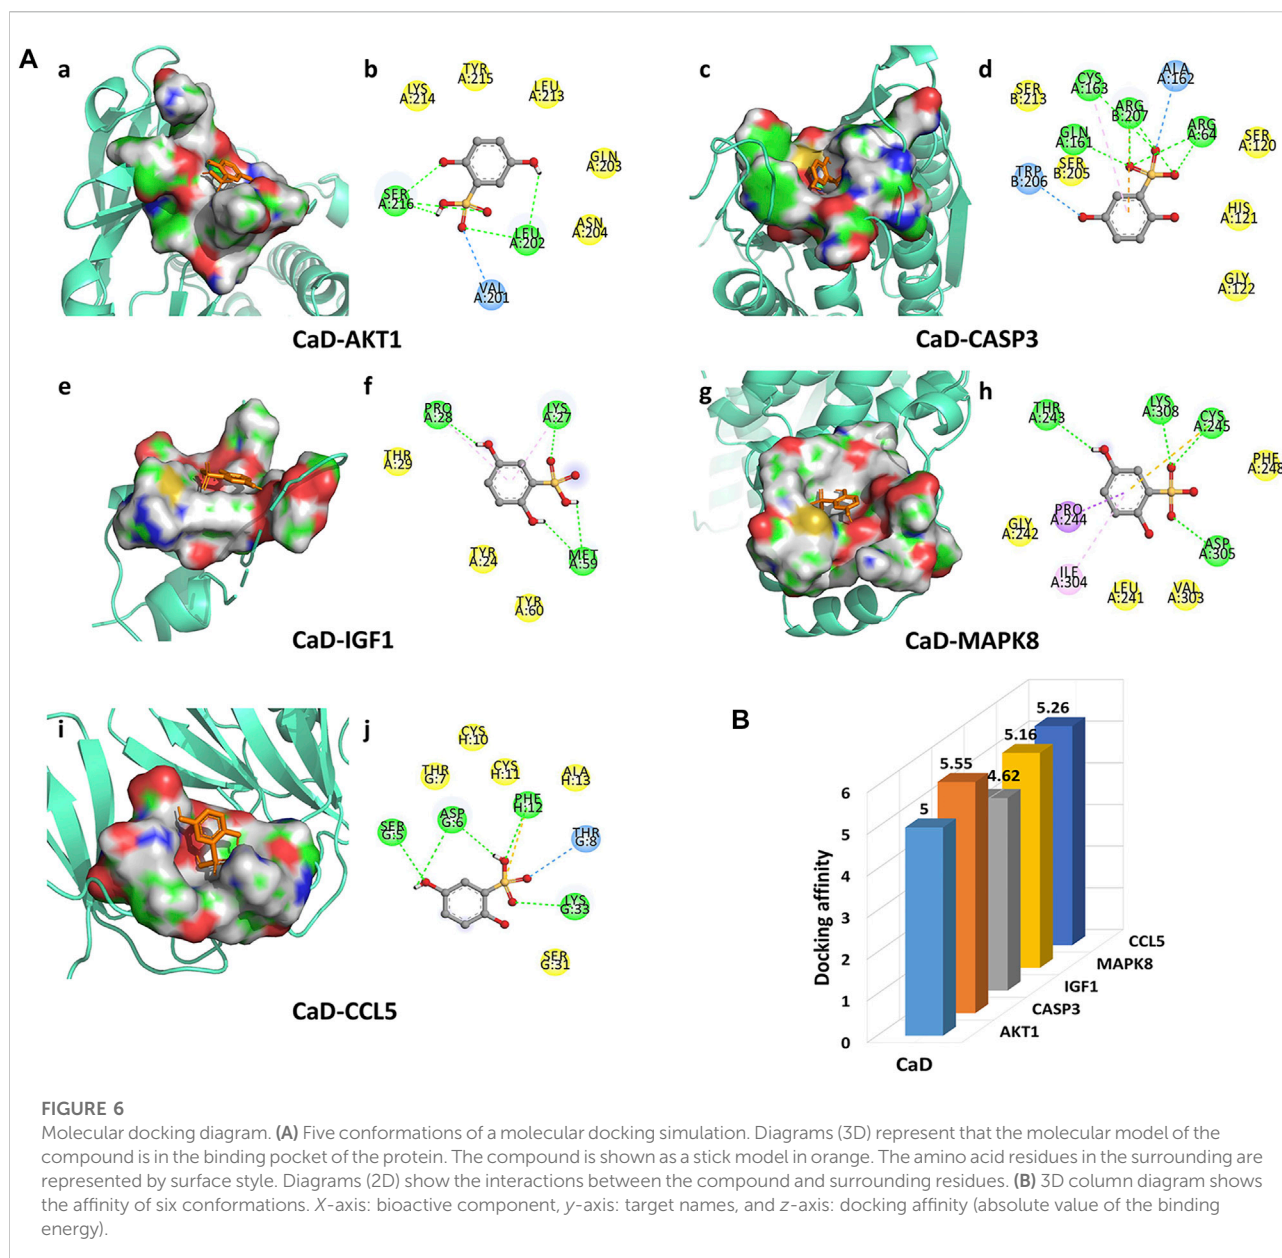 A
a
b
LYS
A:214
TYR
A:215
LEU
A:213
GLN
A:203
ASN
A:204
SER
A:216
LEU
A:202
VAL
A:201
CaD-AKT1
c
d
SER
B:213
CYS
A:163
ARG
B:207
ALA
A:162
ARG
A:64
GLN
A:161
SER
A:120
TRP
B:206
SER
B:205
HIS
A:121
GLY
A:122
CaD-CASP3
e
f
PRO
A:28
LYS
A:27
THR
A:29
TYR
A:24
MET
A:59
TYR
A:60
CaD-IGF1
g
h
THR
A:243
LYS
A:308
CYS
A:245
PHE
A:248
GLY
A:242
PRO
A:244
ASP
A:305
ILE
A:304
LEU
A:241
VAL
A:303
CaD-MAPK8
i
j
CYS
H:10
THR
G:7
CYS
H:11
ALA
H:13
SER
G:5
ASP
G:6
PHE
H:12
THR
G:8
LYS
G:33
SER
G:31
CaD-CCL5
B
5.26
5.16
5.55
4.62
5
6
5
4
3
2
1
0
Docking affinity
CCL5
MAPK8
IGF1
CASP3
AKT1
CaD
FIGURE 6
Molecular docking diagram. (A) Five conformations of a molecular docking simulation. Diagrams (3D) represent that the molecular model of the
compound is in the binding pocket of the protein. The compound is shown as a stick model in orange. The amino acid residues in the surrounding are
represented by surface style. Diagrams (2D) show the interactions between the compound and surrounding residues. (B) 3D column diagram shows
the affinity of six conformations. X-axis: bioactive component, y-axis: target names, and z-axis: docking affinity (absolute value of the binding
energy).